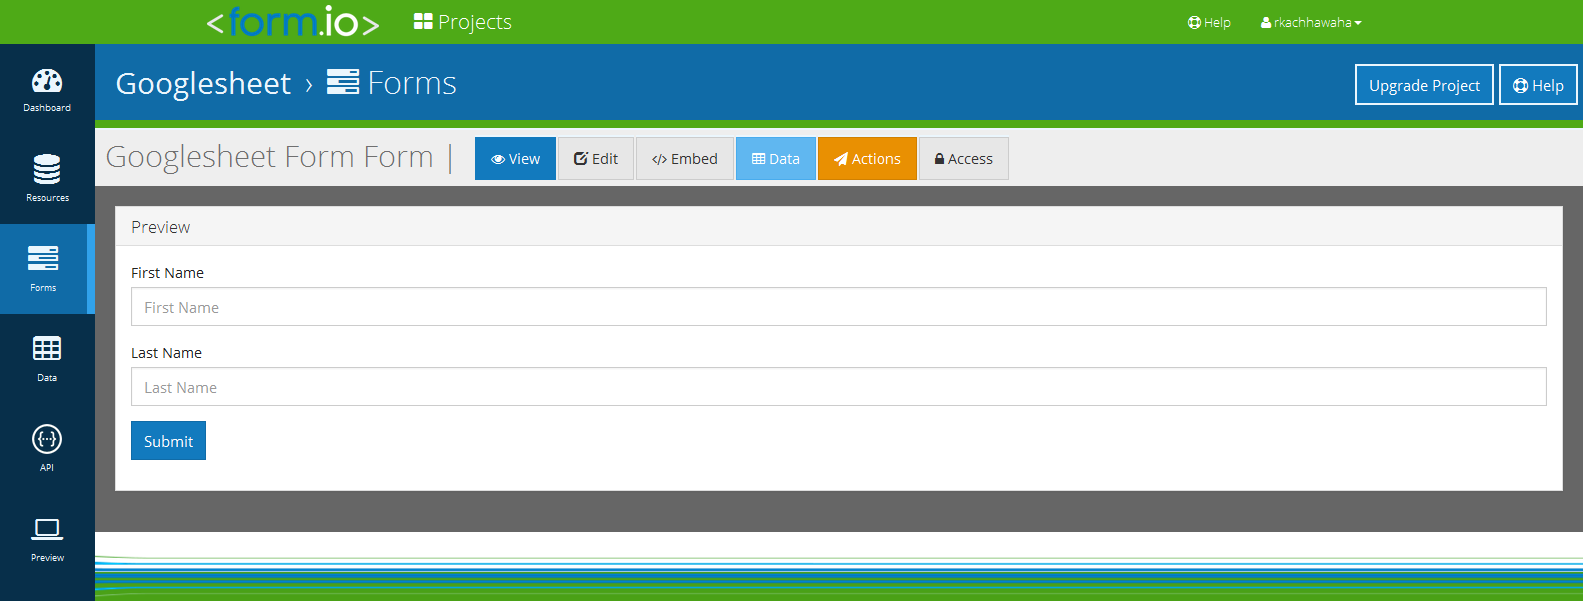 <form.io>
Projects
Help
rkachhawaha
Dashboard
Resources
Forms
Data
API
Preview
Googlesheet › Forms
Upgrade Project
Help
Googlesheet Form Form |
View
Edit
</> Embed
Data
Actions
Access
Preview
First Name
First Name
Last Name
Last Name
Submit